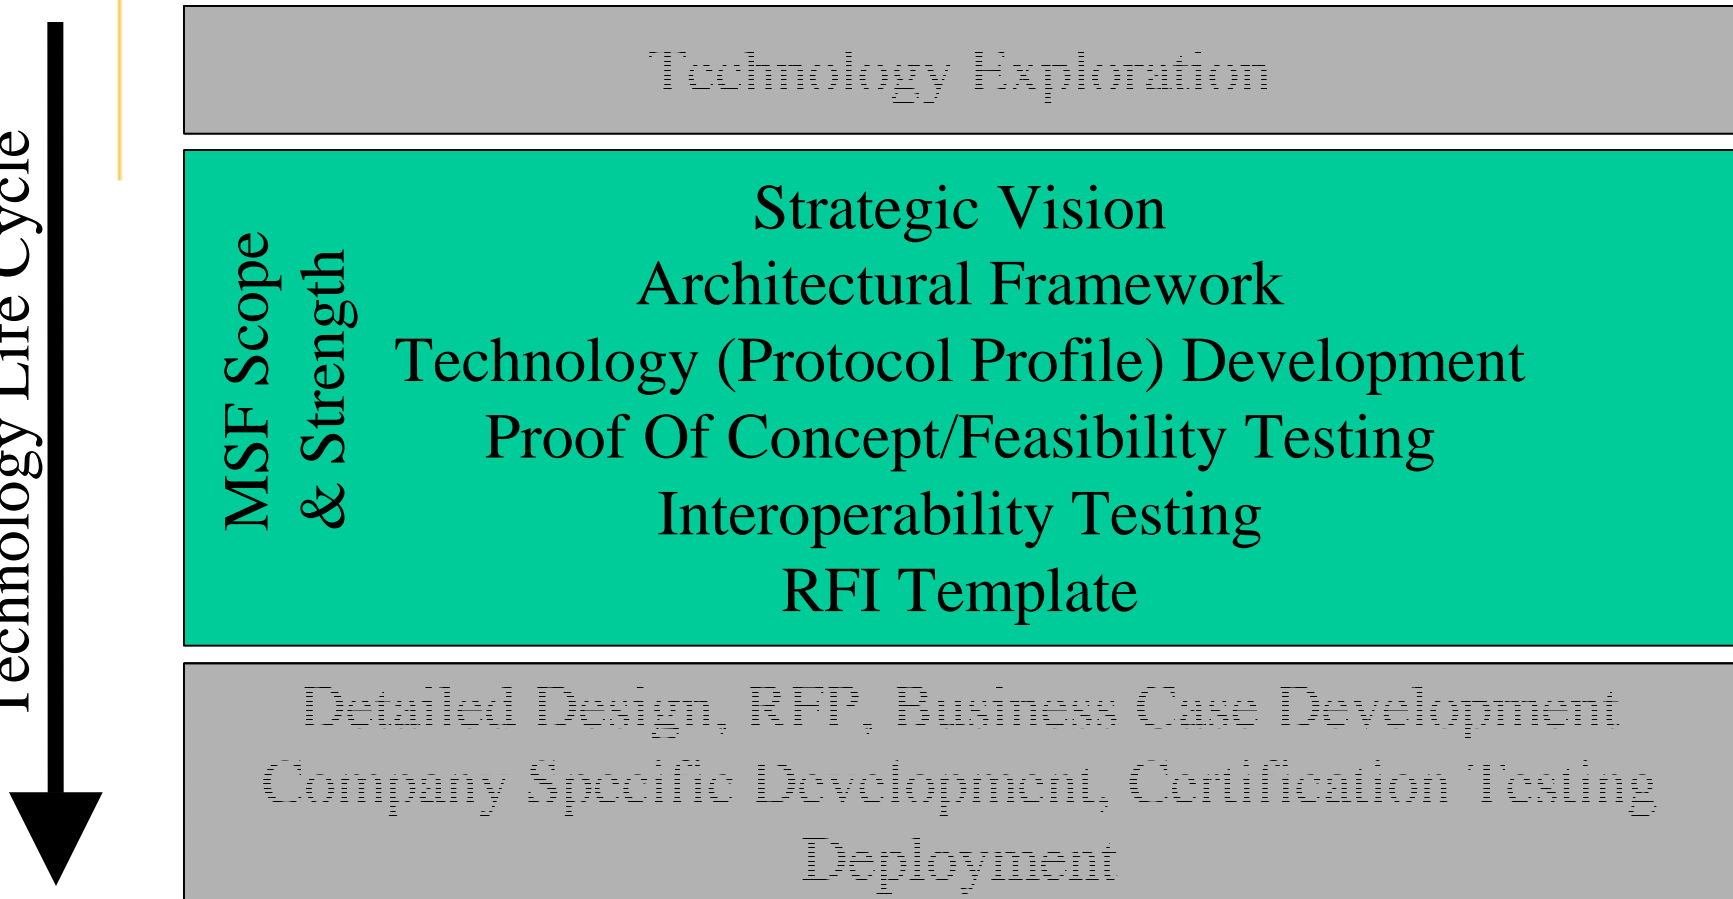 Technology Life Cycle
Technology Exploration
MSF Scope
& Strength
Strategic Vision
Architectural Framework
Technology (Protocol Profile) Development
Proof Of Concept/Feasibility Testing
Interoperability Testing
RFI Template
Detailed Design, RFP, Business Case Development
Company Specific Development, Certification Testing
Deployment